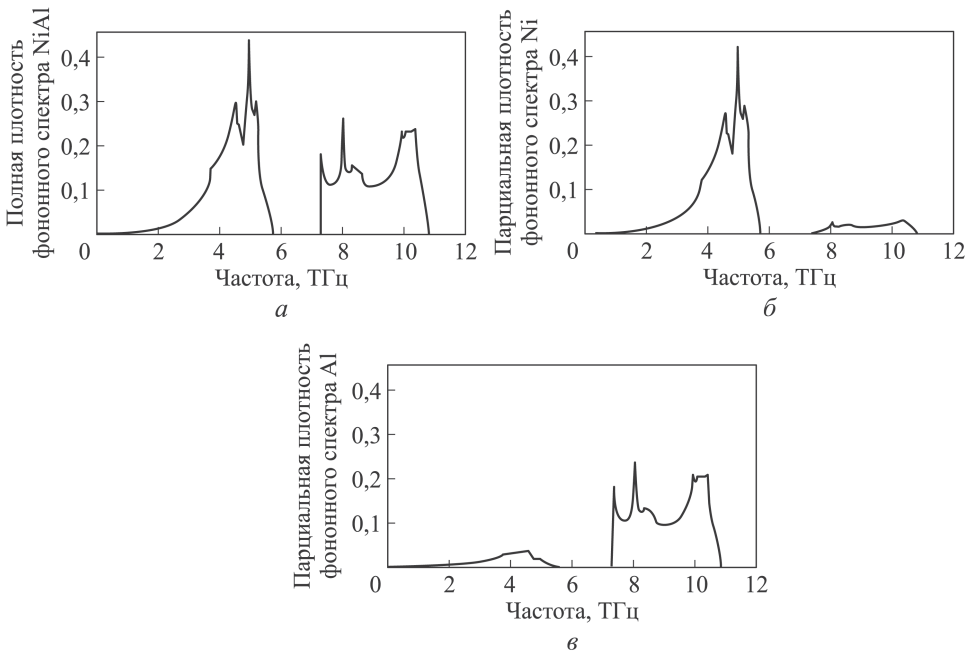 Полная плотность
фононного спектра NiAl
0,4
0,3
0,2
0,1
0 2 4 6 8 10 12
Частота, ТГц
а
Парциальная плотность
фононного спектра Ni
0,4
0,3
0,2
0,1
0 2 4 6 8 10 12
Частота, ТГц
б
Парциальная плотность
фононного спектра Al
0,4
0,3
0,2
0,1
0 2 4 6 8 10 12
Частота, ТГц
в